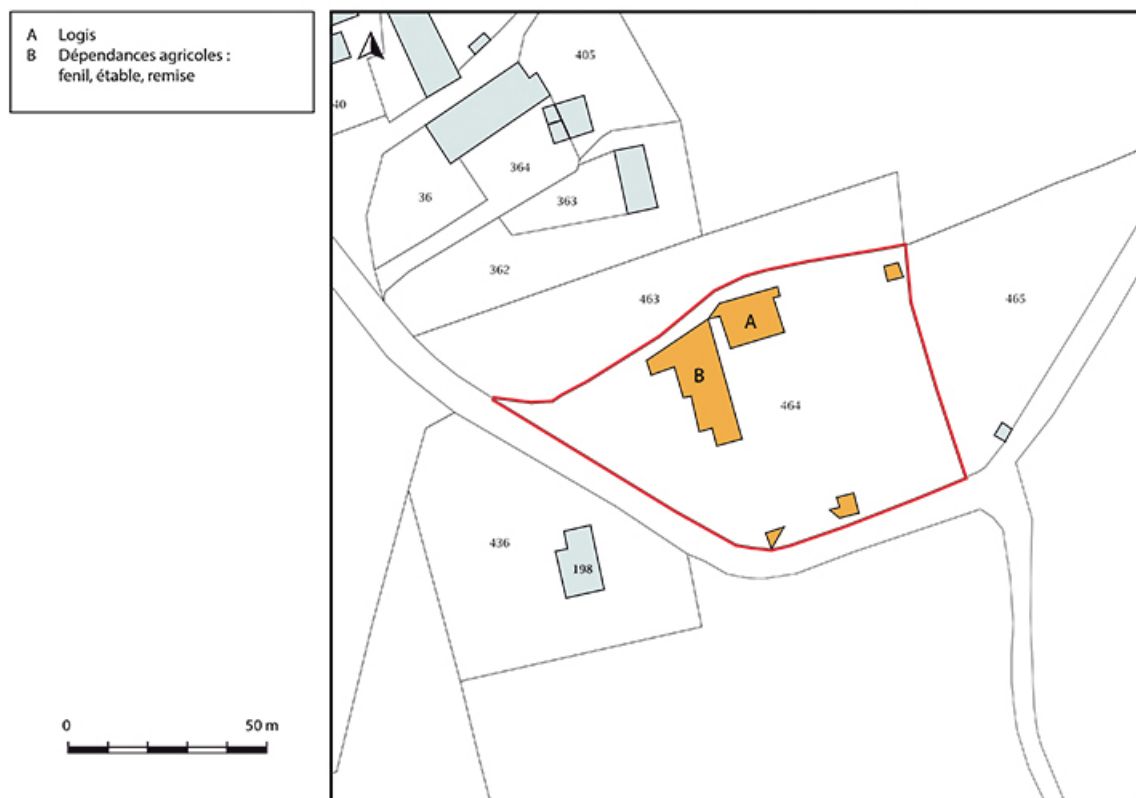 A Logis
B Dépendances agricoles :
fenil, étable, remise
405
40
364
36
363
362
463
465
A
B
464
436
198
0 50 m